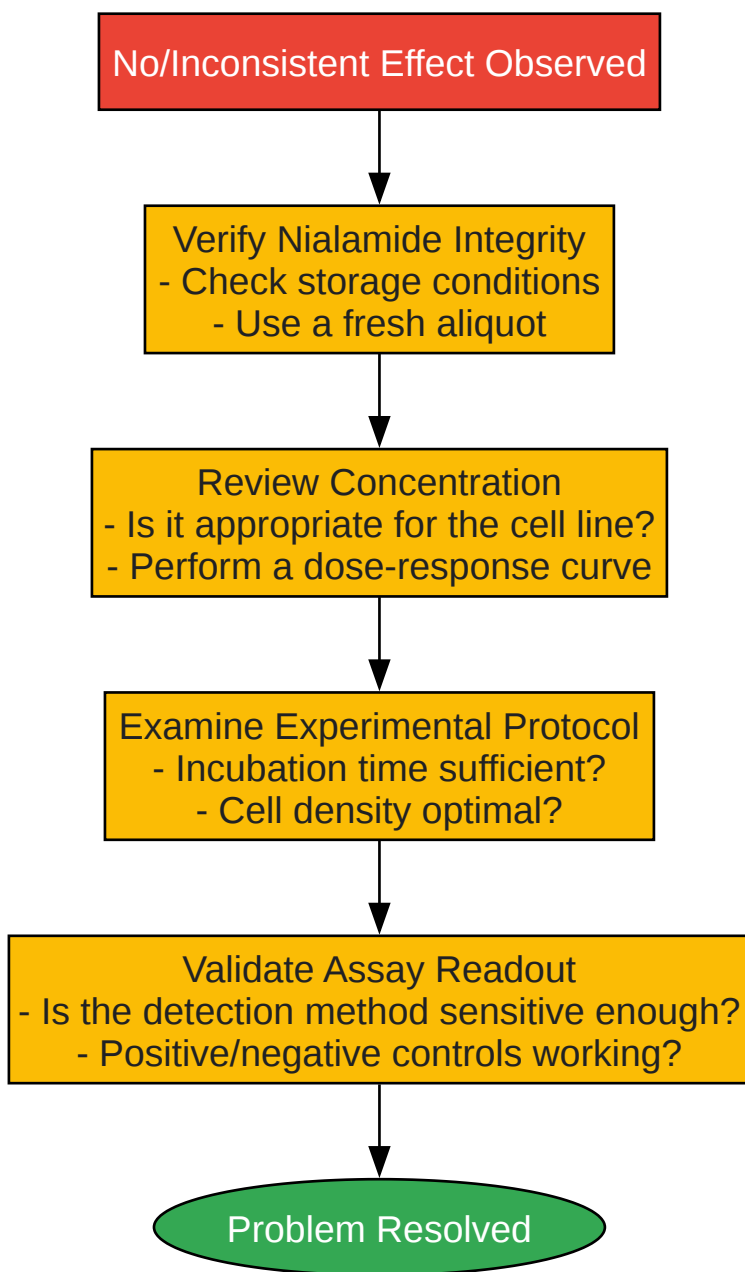 No/Inconsistent Effect Observed
Verify Nialamide Integrity
- Check storage conditions
- Use a fresh aliquot
Review Concentration
- Is it appropriate for the cell line?
- Perform a dose-response curve
Examine Experimental Protocol
- Incubation time sufficient?
- Cell density optimal?
Validate Assay Readout
- Is the detection method sensitive enough?
- Positive/negative controls working?
Problem Resolved